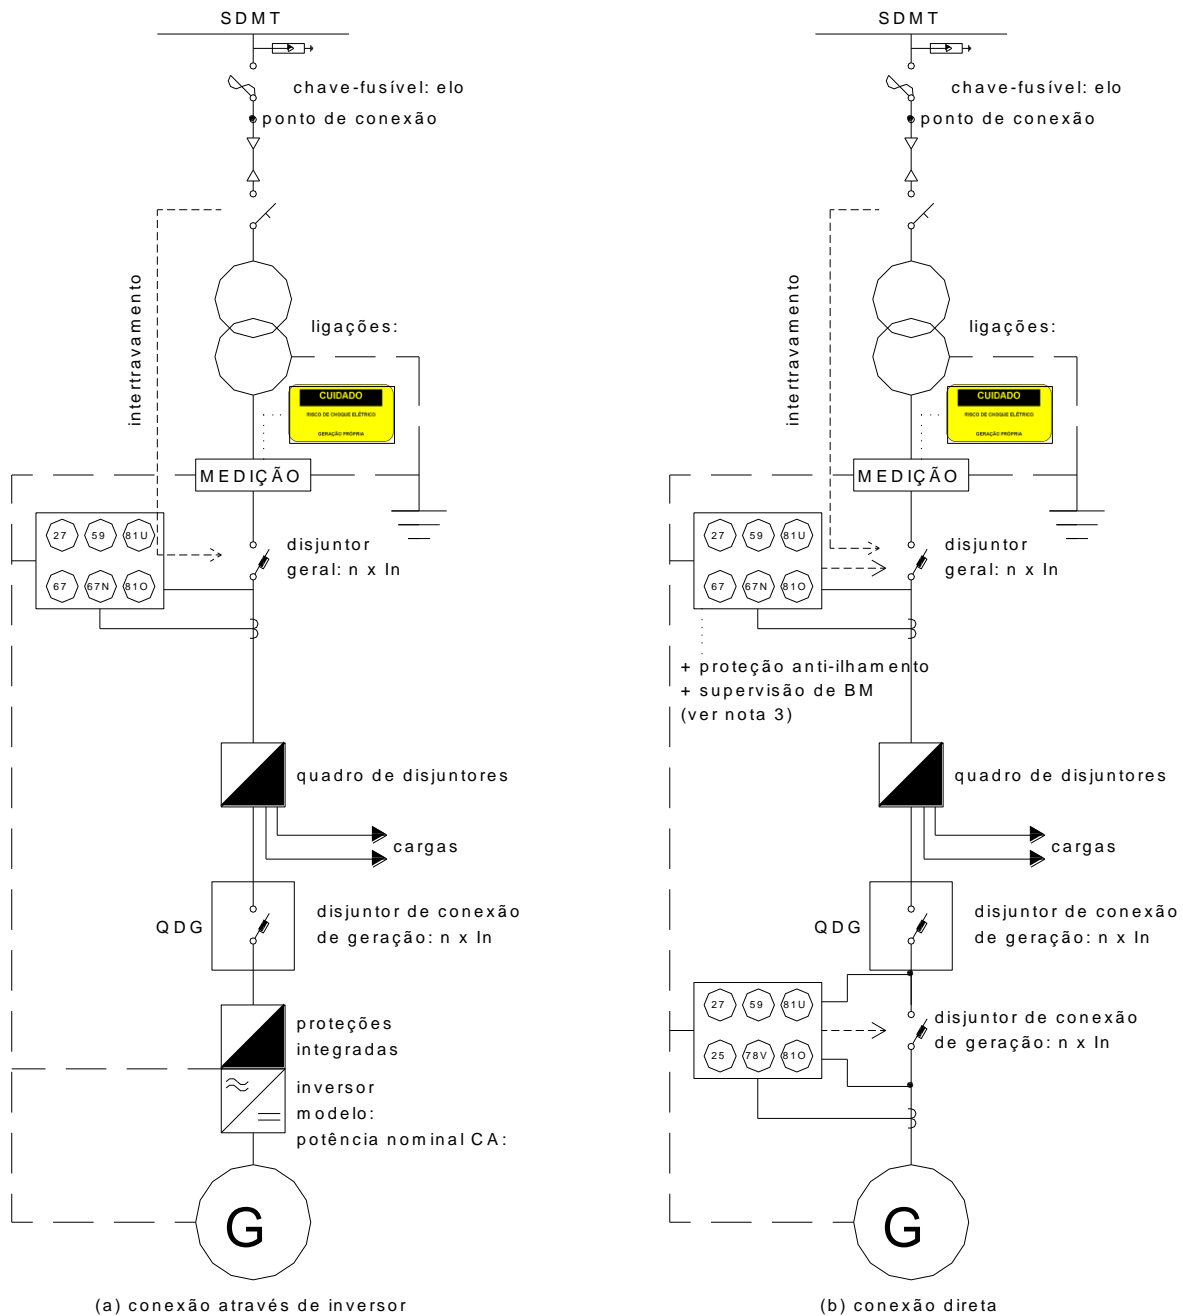 SDMT
chave-fusível: elo
ponto de conexão
intertravamento
ligações:
CUIDADO
RISCO DE CHOQUE ELÉTRICO
GERAÇÃO PRÓPRIA
MEDIÇÃO
27 59 81U
67 67N 81O
disjuntor
geral: n x In
quadro de disjuntores
cargas
QDG
disjuntor de conexão
de geração: n x In
proteções
integradas
inversor
modelo:
potência nominal CA:
G
(a) conexão através de inversor
SDMT
chave-fusível: elo
ponto de conexão
intertravamento
ligações:
CUIDADO
RISCO DE CHOQUE ELÉTRICO
GERAÇÃO PRÓPRIA
MEDIÇÃO
27 59 81U
67 67N 81O
disjuntor
geral: n x In
+ proteção anti-ilhamento
+ supervisão de BM
(ver nota 3)
quadro de disjuntores
cargas
QDG
disjuntor de conexão
de geração: n x In
27 59 81U
25 78V 81O
disjuntor de conexão
de geração: n x In
G
(b) conexão direta